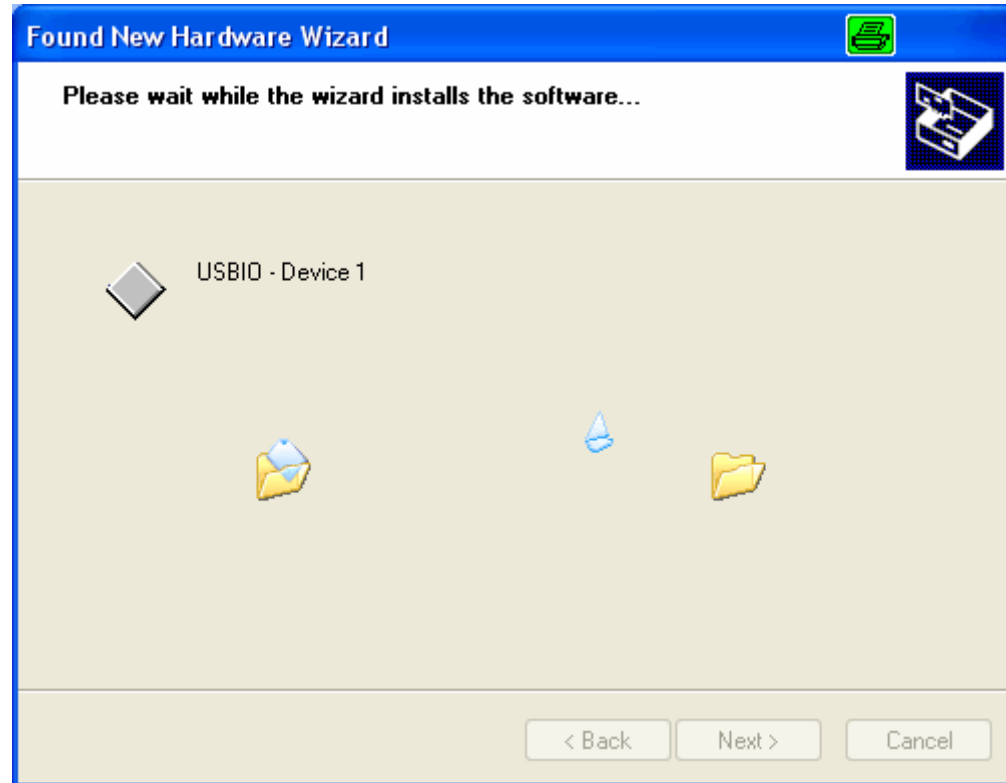 Found New Hardware Wizard
Please wait while the wizard installs the software...
USBIO - Device 1
< Back Next > Cancel